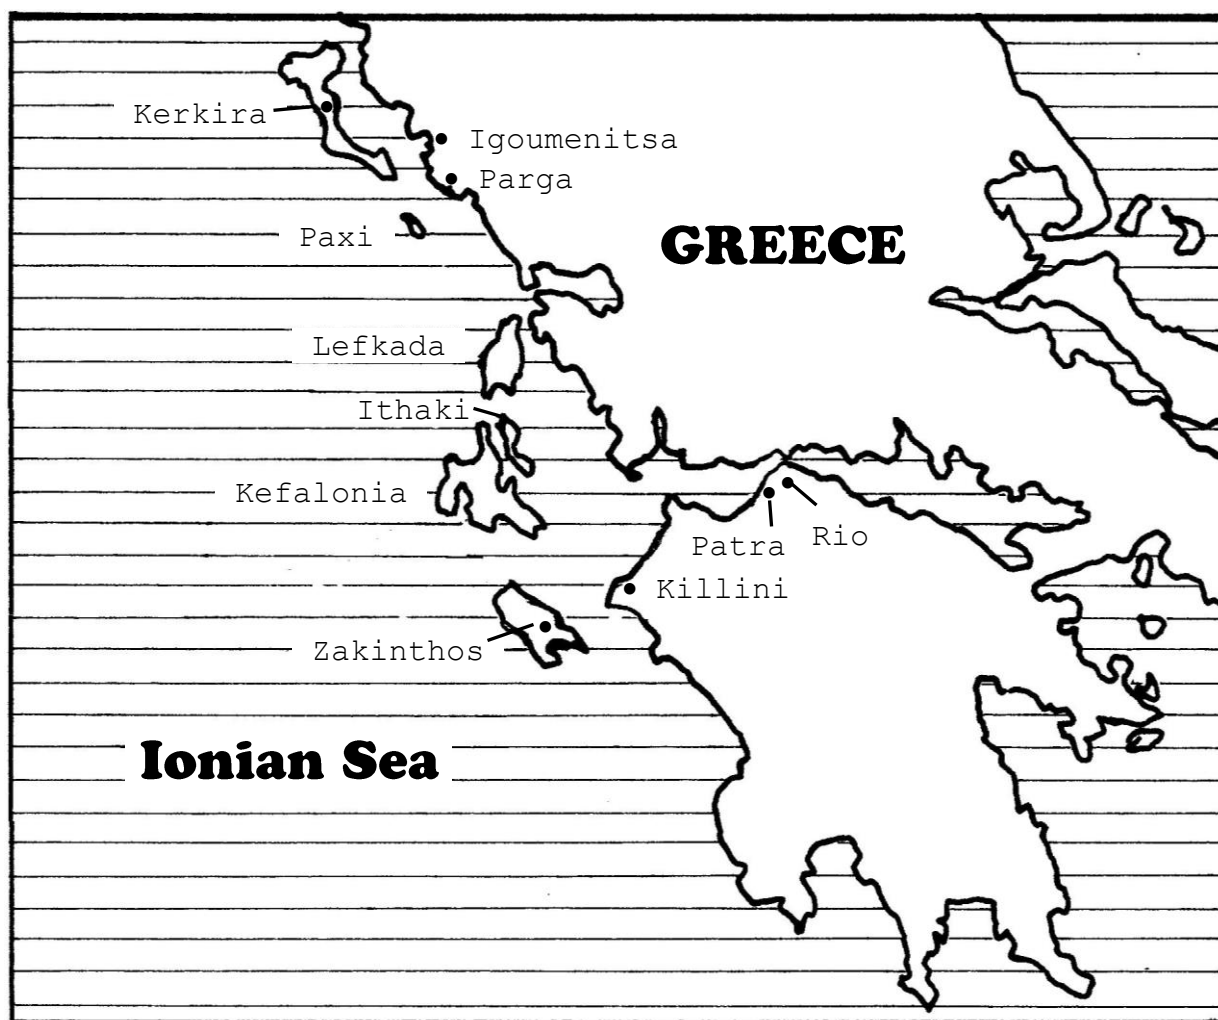 Kerkira
Igoumenitsa
Parga
Paxi
GREECE
Lefkada
Ithaki
Kefalonia
Rio
Patra
Killini
Zakinthos
Ionian Sea